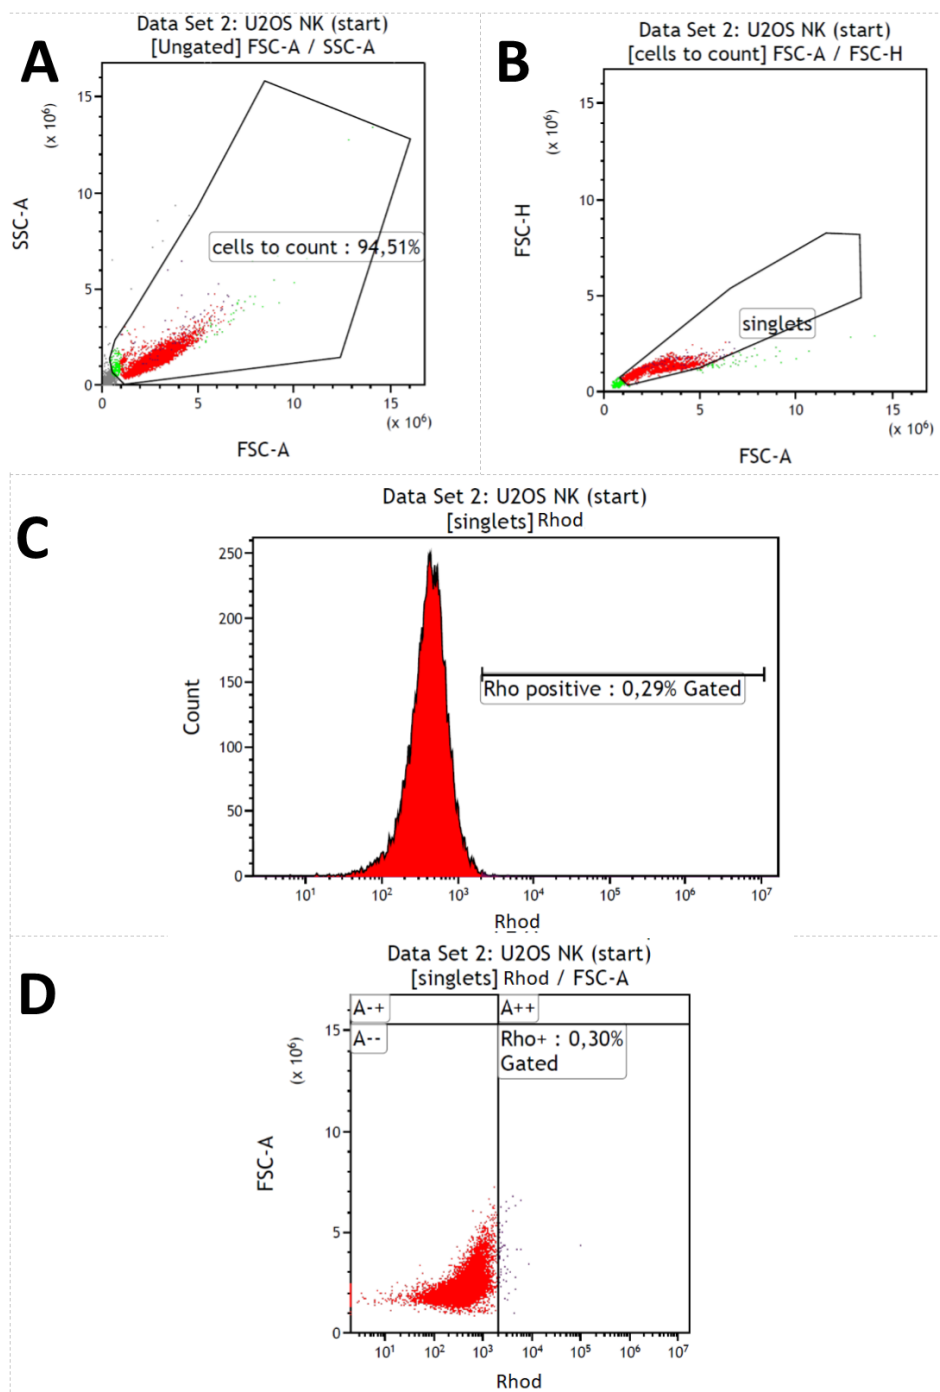 A
Data Set 2: U2OS NK (start)
[Ungated] FSC-A / SSC-A
(x 10⁶)
SSC-A
15
10
5
0
cells to count : 94,51%
0
5
10
15
(x 10⁶)
FSC-A
B
Data Set 2: U2OS NK (start)
[cells to count] FSC-A / FSC-H
(x 10⁶)
FSC-H
15
10
5
0
singlets
0
5
10
15
(x 10⁶)
FSC-A
C
Data Set 2: U2OS NK (start)
[singlets] Rhod
Count
250
200
150
100
50
0
Rho positive : 0,29% Gated
10¹
10²
10³
10⁴
10⁵
10⁶
10⁷
Rhod
D
Data Set 2: U2OS NK (start)
[singlets] Rhod / FSC-A
A-+
A++
A--
Rho+ : 0,30%
Gated
(x 10⁶)
FSC-A
15
10
5
0
10¹
10²
10³
10⁴
10⁵
10⁶
10⁷
Rhod